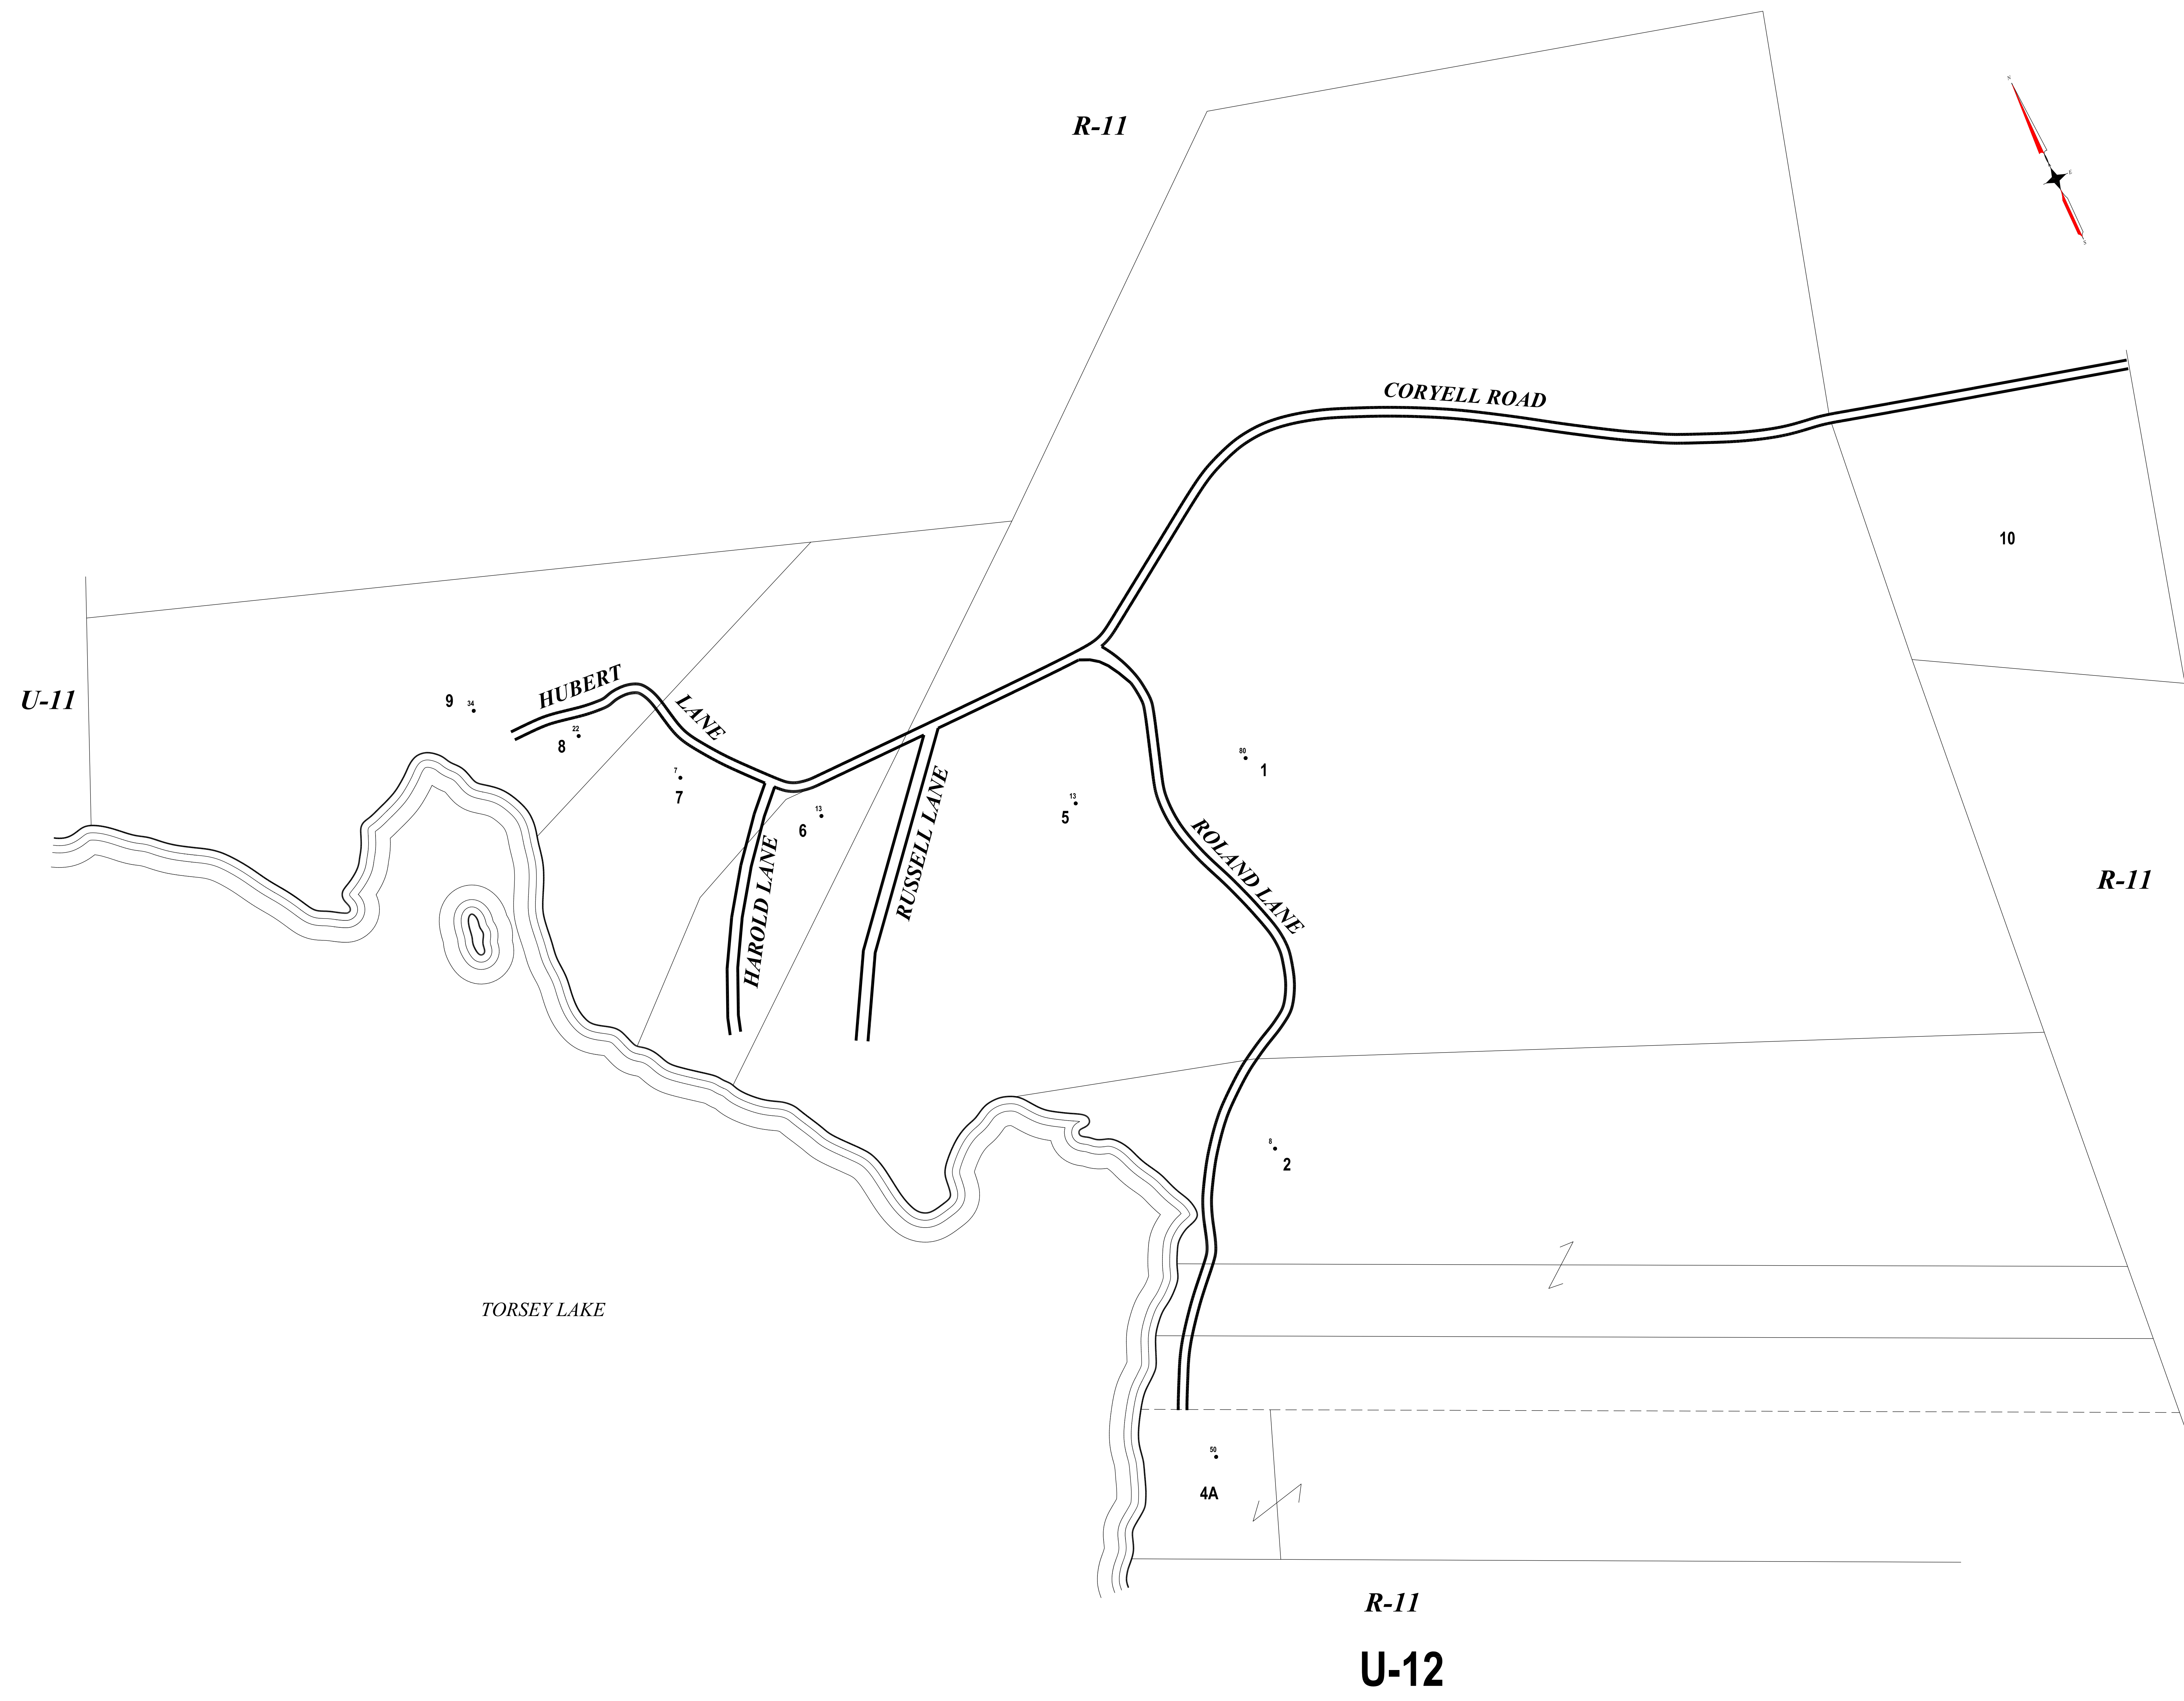 N
R-11
E
S
CORYELL ROAD
10
HUBERT
LANE
U-11
9
34
22
8
7
7
80
1
RUSSELL LANE
13
5
13
6
ROLAND LANE
HAROLD LANE
R-11
8
2
TORSEY LAKE
50
4A
R-11
U-12